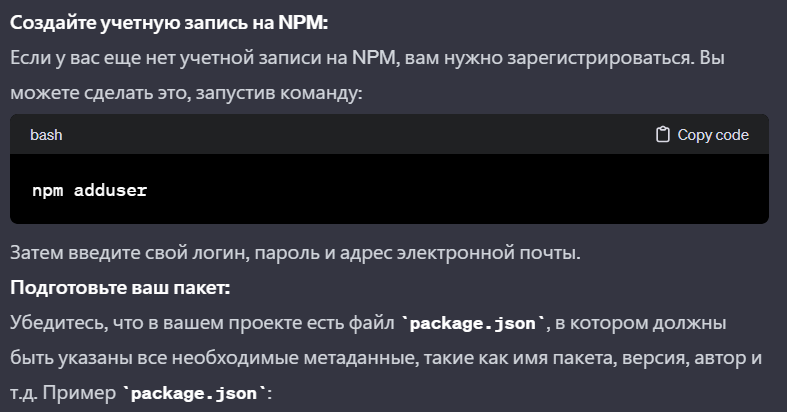 Создайте учетную запись на NPM:
Если у вас еще нет учетной записи на NPM, вам нужно зарегистрироваться. Вы
можете сделать это, запустив команду:
bash Copy code
npm adduser
Затем введите свой логин, пароль и адрес электронной почты.
Подготовьте ваш пакет:
Убедитесь, что в вашем проекте есть файл `package.json`, в котором должны
быть указаны все необходимые метаданные, такие как имя пакета, версия, автор и
т.д. Пример `package.json`: